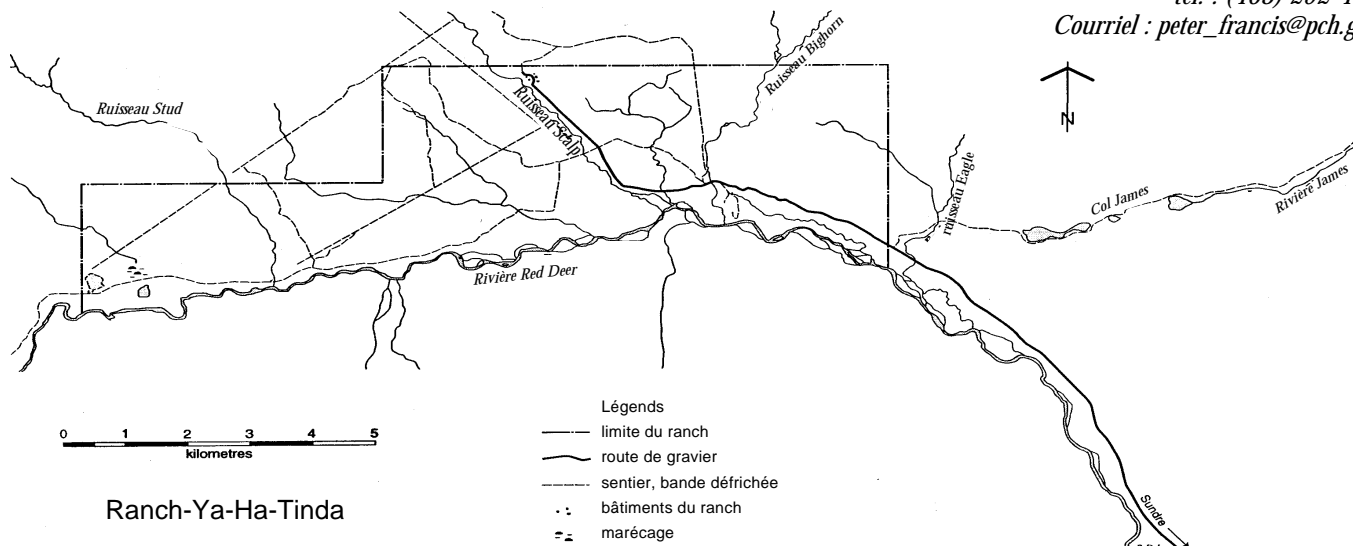 Courriel : peter_francis@pch.g
Ruisseau Bighorn
Ruisseau Stud
Ruisseau Scalp
N
ruisseau Eagle
Col James
Rivière James
Rivière Red Deer
0 1 2 3 4 5
kilometres
Ranch-Ya-Ha-Tinda
Légends
limite du ranch
route de gravier
sentier, bande défrichée
bâtiments du ranch
marécage
Sundre